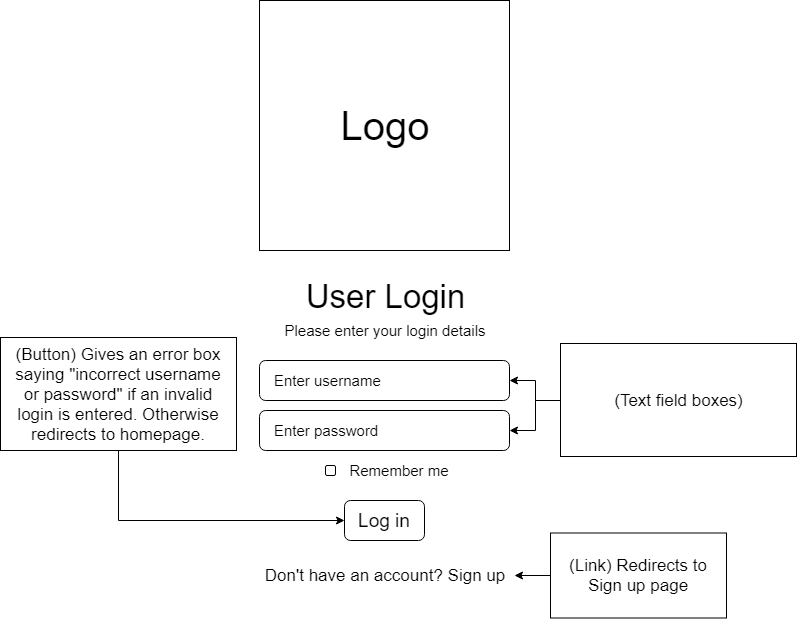 Logo
User Login
Please enter your login details
(Button) Gives an error box
saying "incorrect username
or password" if an invalid
login is entered. Otherwise
redirects to homepage.
Enter username
(Text field boxes)
Enter password
Remember me
Log in
Don't have an account? Sign up
(Link) Redirects to
Sign up page